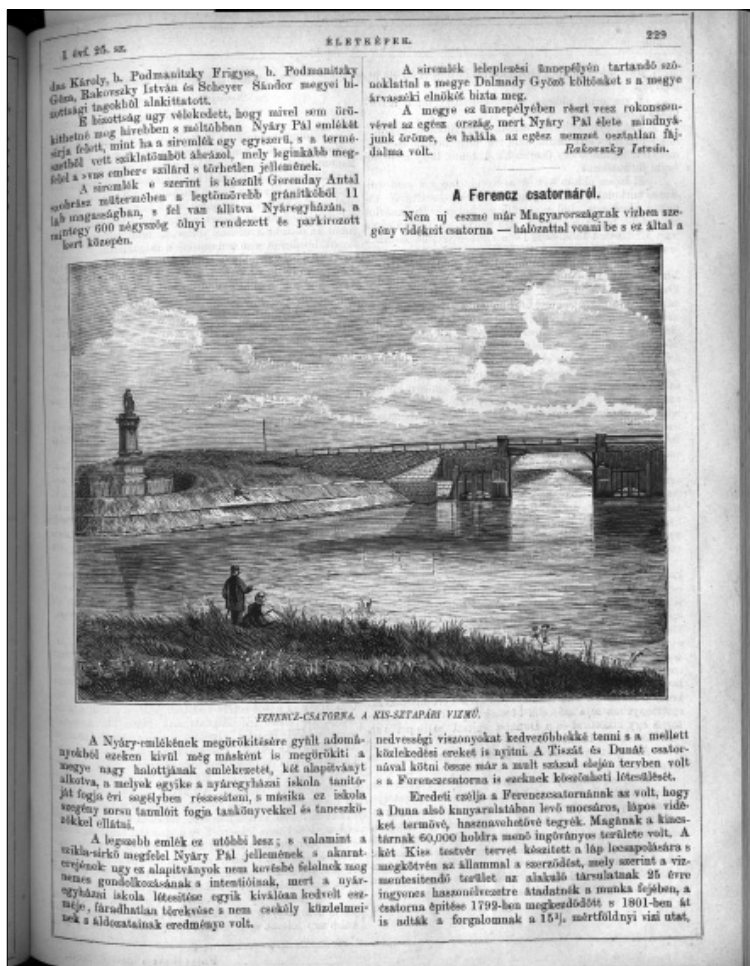 I. évf. 25. sz.
ÉLETKÉPEK.
229
das Károly, b. Podmanitzky Frigyes, b. Podmanitzky
Géza, Rakovszky István és Scheyer Sándor megyei bi-
zottsági tagokból alakittatott.
E bizottság ugy vélekedett, hogy mivel sem örö-
kithetné meg hívebben s méltóbban Nyáry Pál emlékét
sirja felett, mint ha a siremlék egy egyszerü, s a termé-
szetből vett sziklatömböt ábrázol, mely leginkább meg-
felel a »vas ember« szilárd s törhetlen jellemének.
A siremlék e szerint is készült Gerenday Antal
szobrász mütermében a legtömörebb gránitkőből 11
láb magasságban, s fel van állitva Nyáregyházán, a
mintegy 600 négyszög ölnyi rendezett és parkirozott
kert közepén.
A siremlék leleplezési ünnepélyén tartandó szó-
noklattal a megye Dalmady Győző költőnket s a megye
árvaszéki elnökét bizta meg.
A megye ez ünnepélyében részt vesz rokonszen-
vével az egész ország, mert Nyáry Pál élete mindnyá-
junk öröme, és halála az egész nemzet osztatlan fáj-
dalma volt. Rakovszky István.
A Ferencz csatornáról.
Nem uj eszme már Magyarországnak vizben sze-
gény vidékeit csatorna — hálózattal vonni be s ez által a
FERENCZ-CSATORNA. A KIS-SZTAPÁRI VIZMŰ.
A Nyáry-emlékének megörökitésére gyült adomá-
nyokból ezeken kivül még másként is megörökiti a
megye nagy halottjának emlékezetét, két alapitványt
alkotva, a melyek egyike a nyáregyházai iskola tanitó-
ját fogja évi segélyben részesiteni, s másika ez iskola
szegény sorsu tanulóit fogja tankönyvekkel és taneszkö-
zökkel ellátni.
A legszebb emlék ez utóbbi lesz; s valamint a
szikla-sirkő megfelel Nyáry Pál jellemének s akarat-
erejének: ugy ez alapitványok nem kevésbé felelnek meg
nemes gondolkozásának s intentióinak, mert a nyár-
egyházai iskola létesitése egyik kiválóan kedvelt esz-
méje, fáradhatlan törekvése s nem csekély küzdelmei-
nek s áldozatainak eredménye volt.
nedvességi viszonyokat kedvezőbbekké tenni s a mellett
közlekedési ereket is nyitni. A Tiszát és Dunát csator-
nával kötni össze már a mult század elején tervben volt
s a Ferenczcsatorna is ezeknek köszönheti létesülését.
Eredeti czélja a Ferenczcsatornának az volt, hogy
a Duna alsó kanyarulatában levő mocsáros, lápos vidé-
ket termővé, hasznavehetővé tegyék. Magának a kincs-
tárnak 60,000 holdra menő ingoványos területe volt. A
két Kiss testvér tervet készitett a láp lecsapolására s
megkötvén az állammal a szerződést, mely szerint a viz-
mentesitendő terület az alakuló társulatnak 25 évre
ingyenes haszonélvezetre átadatnék a munka fejében, a
csatorna épitése 1792-ben megkezdődött s 1801-ben át
is adták a forgalomnak a mértföldnyi vizi utat,